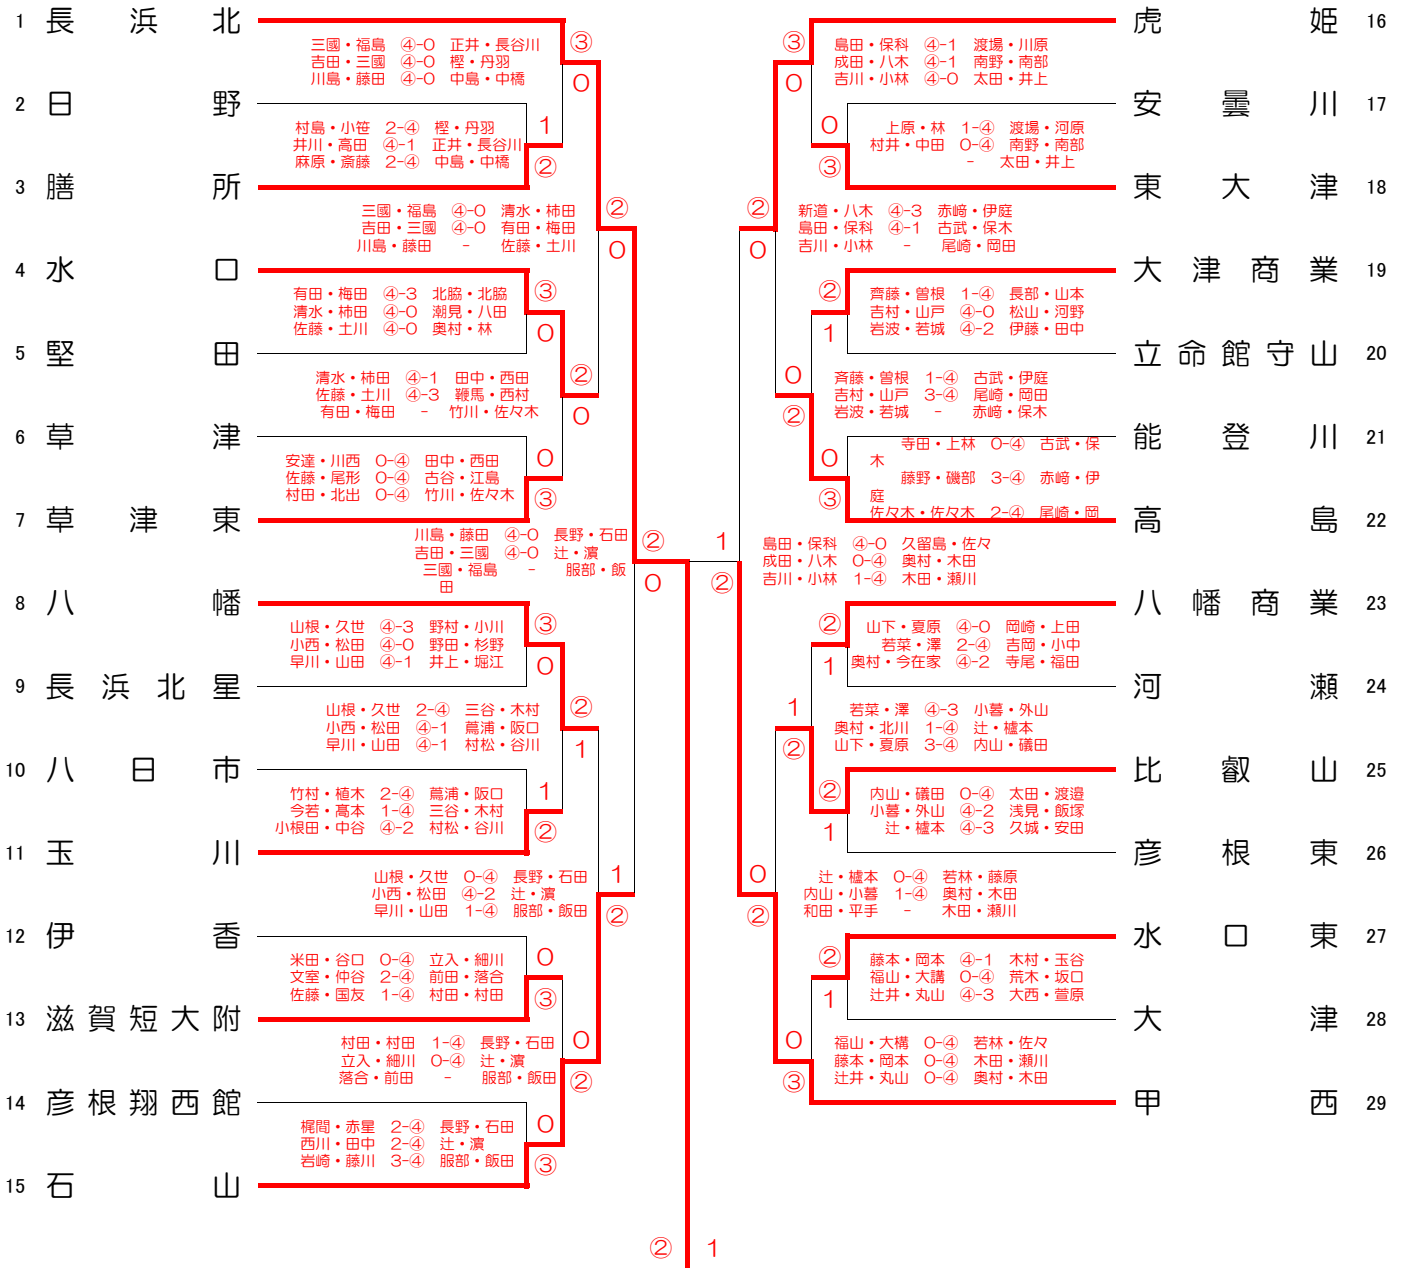 1 長浜北
三國・福島 ④-0 正井・長谷川
吉田・三國 ④-0 樫・丹羽
川島・藤田 ④-0 中島・中橋
③
0
2 日野
村島・小笹 2-④ 樫・丹羽
井川・高田 ④-1 正井・長谷川
麻原・斎藤 2-④ 中島・中橋
1
②
3 膳所
三國・福島 ④-0 清水・柿田
吉田・三國 ④-0 有田・梅田
川島・藤田 - 佐藤・土川
②
0
4 水口
有田・梅田 ④-3 北脇・北脇
清水・柿田 ④-0 潮見・八田
佐藤・土川 ④-0 奥村・林
③
0
5 堅田
清水・柿田 ④-1 田中・西田
佐藤・土川 ④-3 鞭馬・西村
有田・梅田 - 竹川・佐々木
②
0
6 草津
安達・川西 0-④ 田中・西田
佐藤・尾形 0-④ 古谷・江島
村田・北出 0-④ 竹川・佐々木
0
③
7 草津東
川島・藤田 ④-0 長野・石田
吉田・三國 ④-0 辻・濵
三國・福島 - 服部・飯
田
②
0
8 八幡
山根・久世 ④-3 野村・小川
小西・松田 ④-0 野田・杉野
早川・山田 ④-1 井上・堀江
③
0
9 長浜北星
山根・久世 2-④ 三谷・木村
小西・松田 ④-1 蔦浦・阪口
早川・山田 ④-1 村松・谷川
②
1
10 八日市
竹村・植木 2-④ 蔦浦・阪口
今若・髙本 1-④ 三谷・木村
小根田・中谷 ④-2 村松・谷川
1
②
11 玉川
山根・久世 0-④ 長野・石田
小西・松田 ④-2 辻・濵
早川・山田 1-④ 服部・飯田
1
②
12 伊香
米田・谷口 0-④ 立入・細川
文室・仲谷 2-④ 前田・落合
佐藤・国友 1-④ 村田・村田
0
③
13 滋賀短大附
村田・村田 1-④ 長野・石田
立入・細川 0-④ 辻・濵
落合・前田 - 服部・飯田
0
②
14 彦根翔西館
梶間・赤星 2-④ 長野・石田
西川・田中 2-④ 辻・濵
岩崎・藤川 3-④ 服部・飯田
0
③
15 石山
② 1
虎姫 16
③
0
島田・保科 ④-1 渡場・川原
成田・八木 ④-1 南野・南部
吉川・小林 ④-0 太田・井上
安曇川 17
0
③
上原・林 1-④ 渡場・河原
村井・中田 0-④ 南野・南部
- 太田・井上
東大津 18
②
0
新道・八木 ④-3 赤﨑・伊庭
島田・保科 ④-1 古武・保木
吉川・小林 - 尾崎・岡田
大津商業 19
②
1
齊藤・曽根 1-④ 長部・山本
吉村・山戸 ④-0 松山・河野
岩波・若城 ④-2 伊藤・田中
立命館守山 20
0
②
斉藤・曽根 1-④ 古武・伊庭
吉村・山戸 3-④ 尾崎・岡田
岩波・若城 - 赤﨑・保木
能登川 21
0
③
寺田・上林 0-④ 古武・保
木
藤野・磯部 3-④ 赤﨑・伊
庭
佐々木・佐々木 2-④ 尾崎・岡
高島 22
1
②
島田・保科 ④-0 久留島・佐々
成田・八木 0-④ 奥村・木田
吉川・小林 1-④ 木田・瀬川
八幡商業 23
②
1
山下・夏原 ④-0 岡崎・上田
若菜・澤 2-④ 吉岡・小中
奥村・今在家 ④-2 寺尾・福田
河瀬 24
1
②
若菜・澤 ④-3 小暮・外山
奥村・北川 1-④ 辻・櫨本
山下・夏原 3-④ 内山・礒田
比叡山 25
②
1
内山・礒田 0-④ 太田・渡邉
小暮・外山 ④-2 浅見・飯塚
辻・櫨本 ④-3 久城・安田
彦根東 26
0
②
辻・櫨本 0-④ 若林・藤原
内山・小暮 1-④ 奥村・木田
和田・平手 - 木田・瀬川
水口東 27
②
1
藤本・岡本 ④-1 木村・玉谷
福山・大講 0-④ 荒木・坂口
辻井・丸山 ④-3 大西・萱原
大津 28
0
③
福山・大構 0-④ 若林・佐々
藤本・岡本 0-④ 木田・瀬川
辻井・丸山 0-④ 奥村・木田
甲西 29